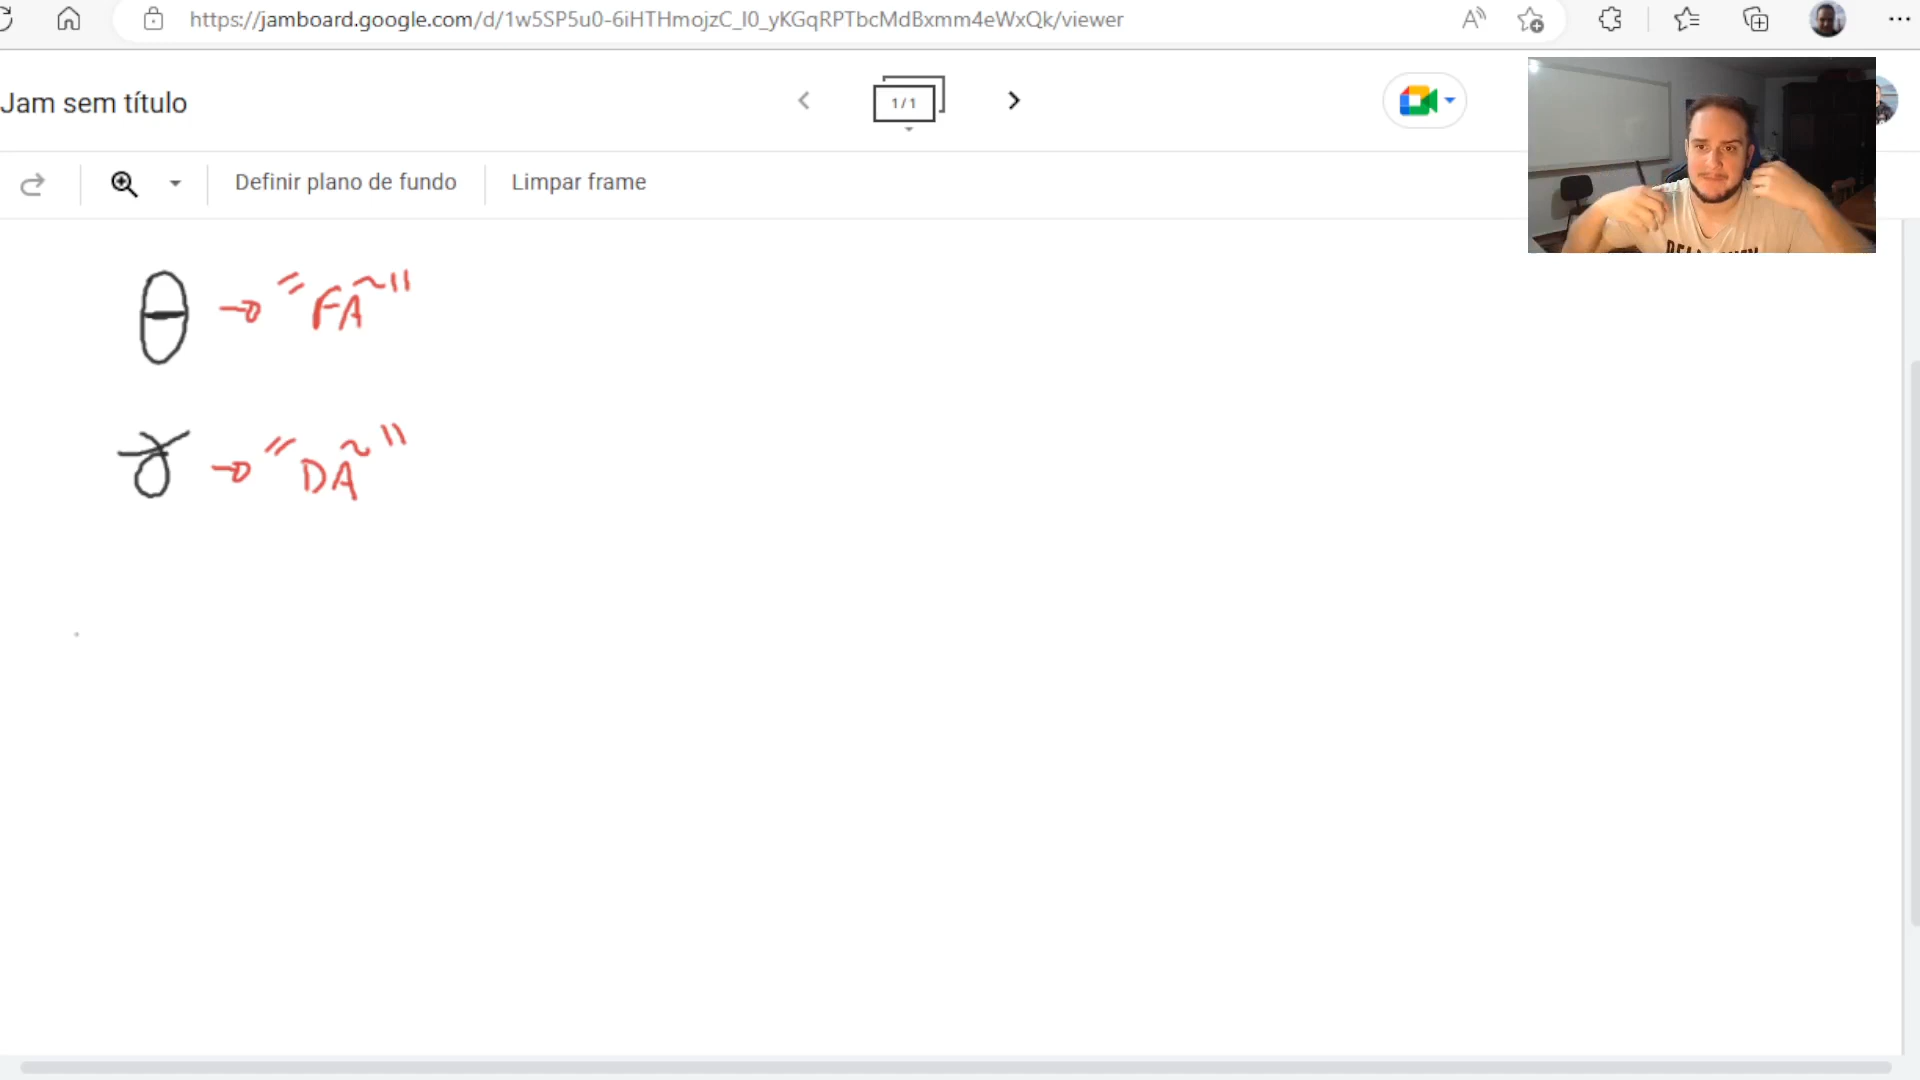 https://jamboard.google.com/d/1w5SP5u0-6iHTHmojzC_I0_yKGqRPTbcMdBxmm4eWxQk/viewer
Jam sem título
1/1
Definir plano de fundo
Limpar frame
θ → "FÃ"
ð → "DÃ"